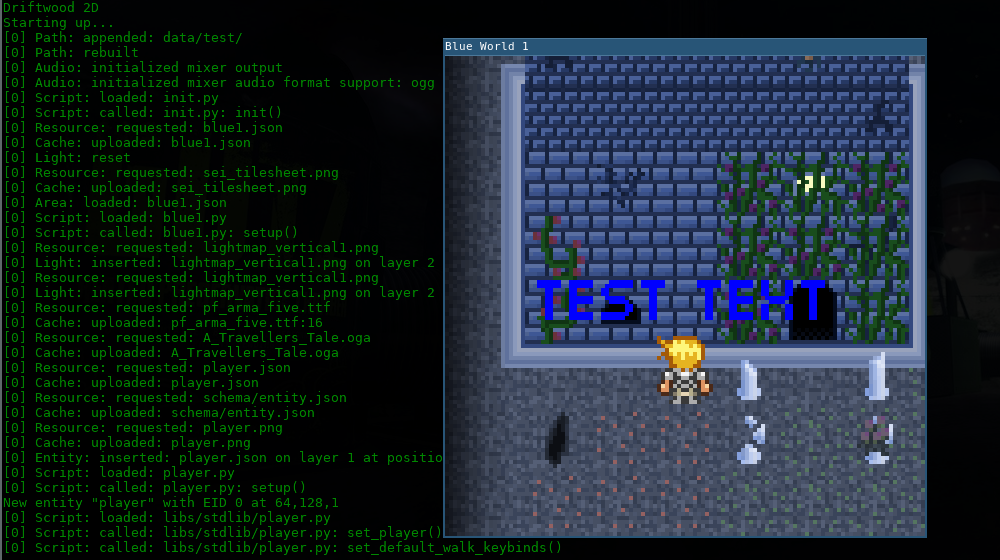 Driftwood 2D
Starting up...
[0] Path: appended: data/test/
[0] Path: rebuilt
[0] Audio: initialized mixer output
[0] Audio: initialized mixer audio format support: ogg
[0] Script: loaded: init.py
[0] Script: called: init.py: init()
[0] Resource: requested: blue1.json
[0] Cache: uploaded: blue1.json
[0] Light: reset
[0] Resource: requested: sei_tilesheet.png
[0] Cache: uploaded: sei_tilesheet.png
[0] Area: loaded: blue1.json
[0] Script: loaded: blue1.py
[0] Script: called: blue1.py: setup()
[0] Resource: requested: lightmap_vertical1.png
[0] Light: inserted: lightmap_vertical1.png on layer 2
[0] Resource: requested: lightmap_vertical1.png
[0] Light: inserted: lightmap_vertical1.png on layer 2
[0] Resource: requested: pf_arma_five.ttf
[0] Cache: uploaded: pf_arma_five.ttf:16
[0] Resource: requested: A_Travellers_Tale.oga
[0] Cache: uploaded: A_Travellers_Tale.oga
[0] Resource: requested: player.json
[0] Cache: uploaded: player.json
[0] Resource: requested: schema/entity.json
[0] Cache: uploaded: schema/entity.json
[0] Resource: requested: player.png
[0] Cache: uploaded: player.png
[0] Entity: inserted: player.json on layer 1 at positio
[0] Script: loaded: player.py
[0] Script: called: player.py: setup()
New entity "player" with EID 0 at 64,128,1
[0] Script: loaded: libs/stdlib/player.py
[0] Script: called: libs/stdlib/player.py: set_player()
[0] Script: called: libs/stdlib/player.py: set_default_walk_keybinds()
Blue World 1
TEST TEXT